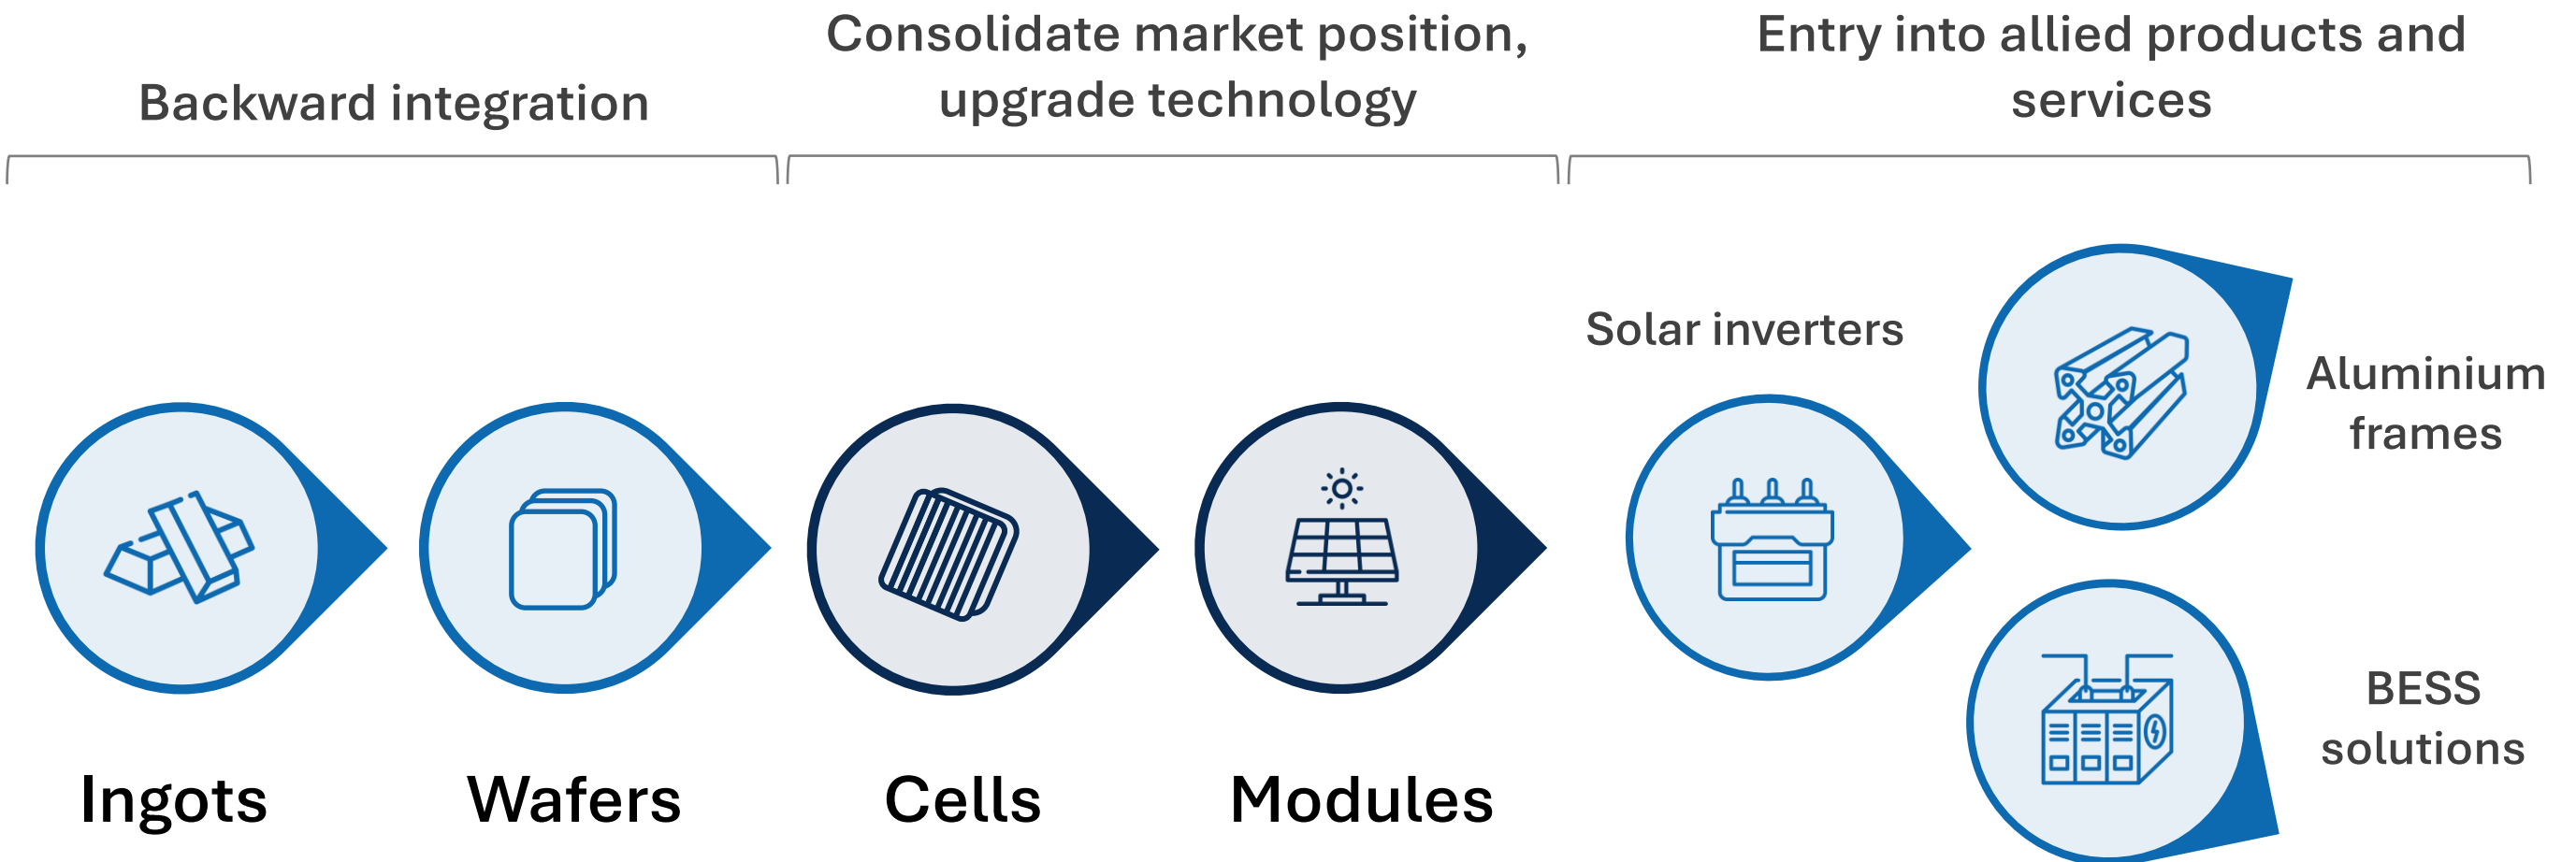 Backward integration
Consolidate market position,
upgrade technology
Entry into allied products and
services
Solar inverters
Aluminium
frames
BESS
solutions
Ingots
Wafers
Cells
Modules